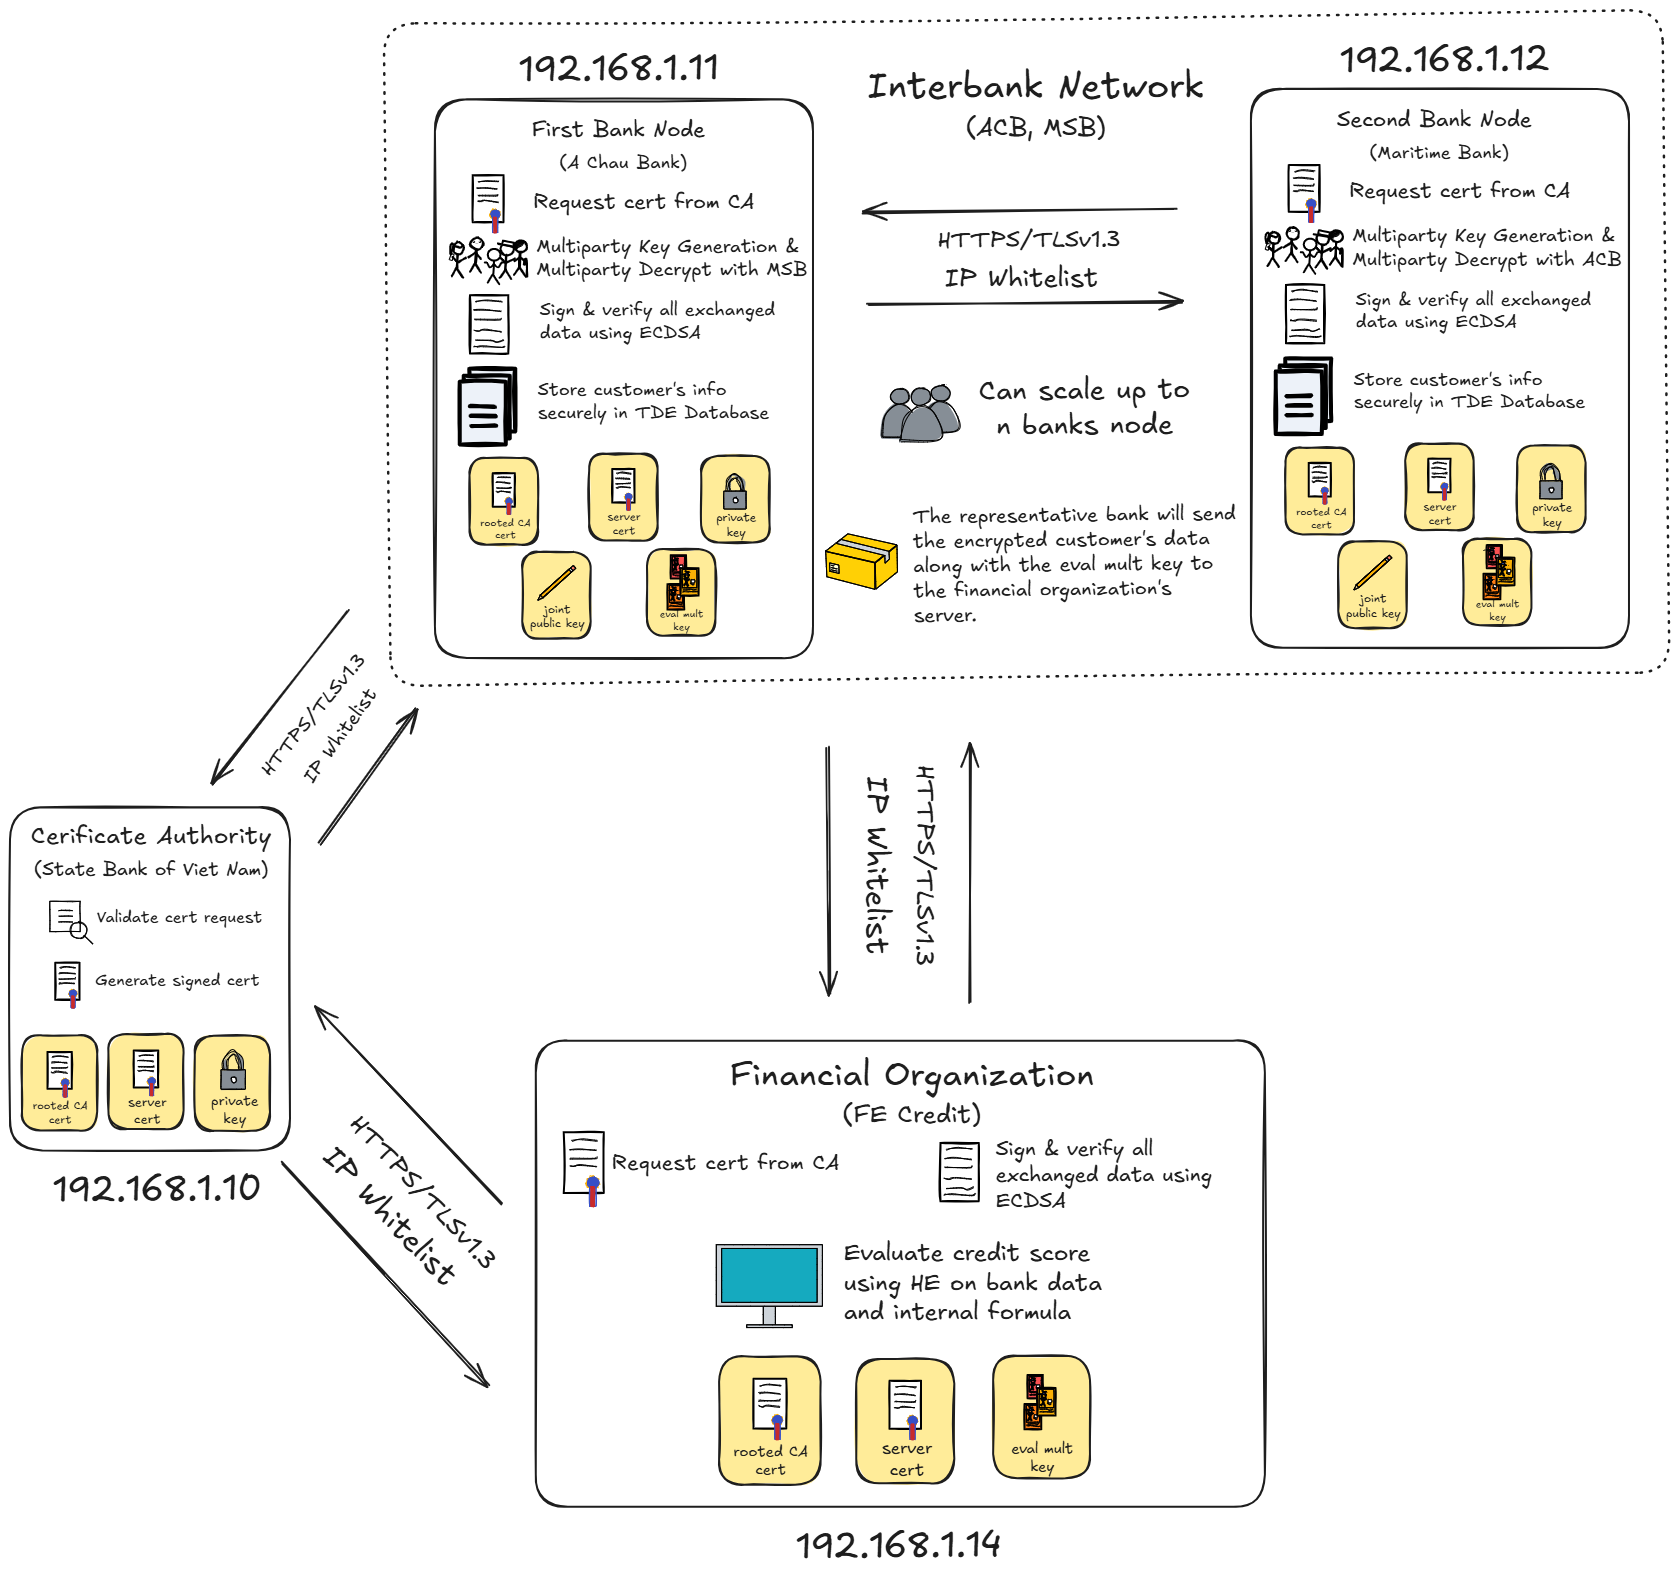 192.168.1.11
First Bank Node
(A Chau Bank)
Request cert from CA
Multiparty Key Generation &
Multiparty Decrypt with MSB
Sign & verify all exchanged
data using ECDSA
Store customer's info
securely in TDE Database
rooted CA
cert
server
cert
private
key
joint
public key
eval mult
key
Interbank Network
(ACB, MSB)
HTTPS/TLSv1.3
IP Whitelist
Can scale up to
n banks node
The representative bank will send
the encrypted customer's data
along with the eval mult key to
the financial organization's
server.
192.168.1.12
Second Bank Node
(Maritime Bank)
Request cert from CA
Multiparty Key Generation &
Multiparty Decrypt with ACB
Sign & verify all exchanged
data using ECDSA
Store customer's info
securely in TDE Database
rooted CA
cert
server
cert
private
key
joint
public key
eval mult
key
HTTPS/TLSv1.3
IP Whitelist
HTTPS/TLSv1.3
IP Whitelist
Cerificate Authority
(State Bank of Viet Nam)
Validate cert request
Generate signed cert
rooted CA
cert
server
cert
private
key
192.168.1.10
HTTPS/TLSv1.3
IP Whitelist
Financial Organization
(FE Credit)
Request cert from CA
Sign & verify all
exchanged data using
ECDSA
Evaluate credit score
using HE on bank data
and internal formula
rooted CA
cert
server
cert
eval mult
key
192.168.1.14